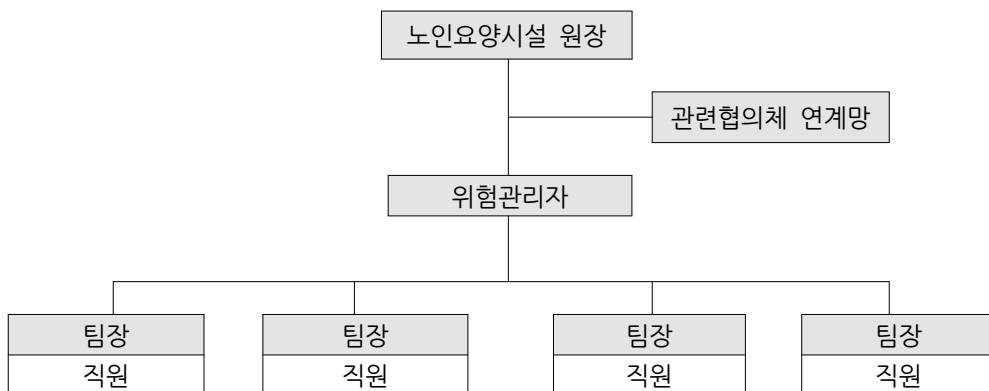 노인요양시설 원장
관련협의체 연계망
위험관리자
팀장 팀장 팀장 팀장
직원 직원 직원 직원